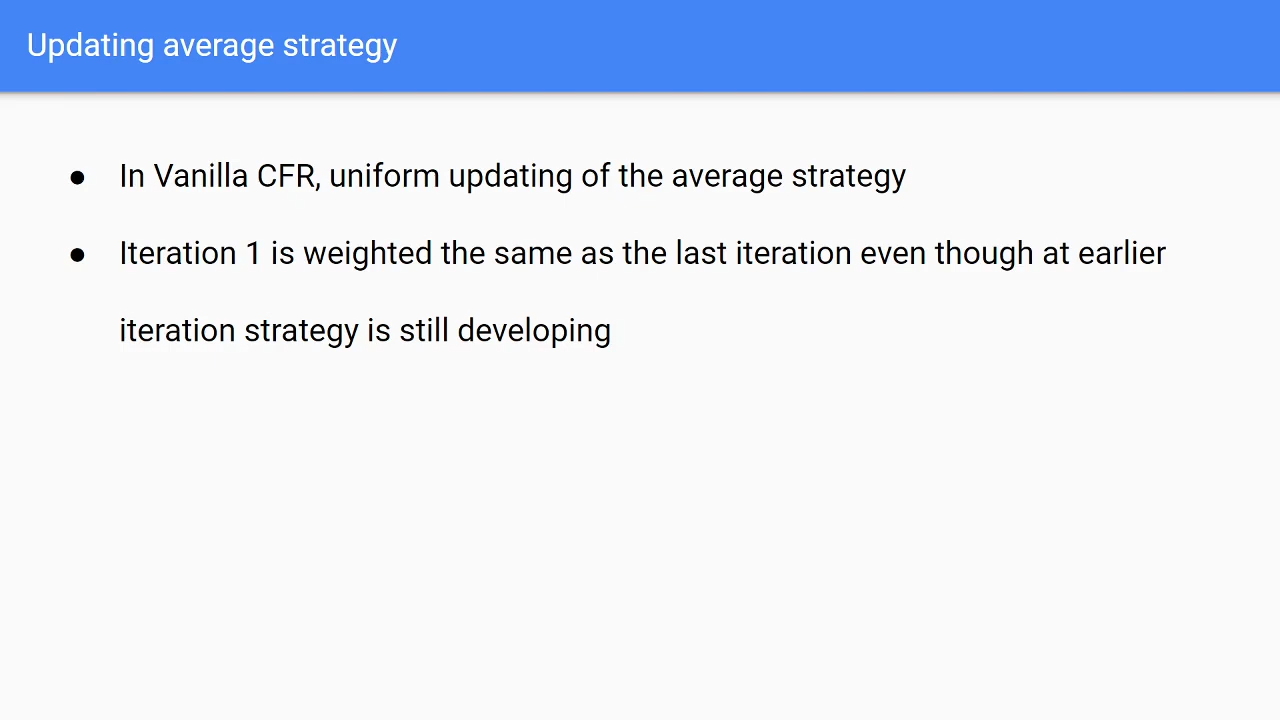 Updating average strategy
● In Vanilla CFR, uniform updating of the average strategy
● Iteration 1 is weighted the same as the last iteration even though at earlier
iteration strategy is still developing